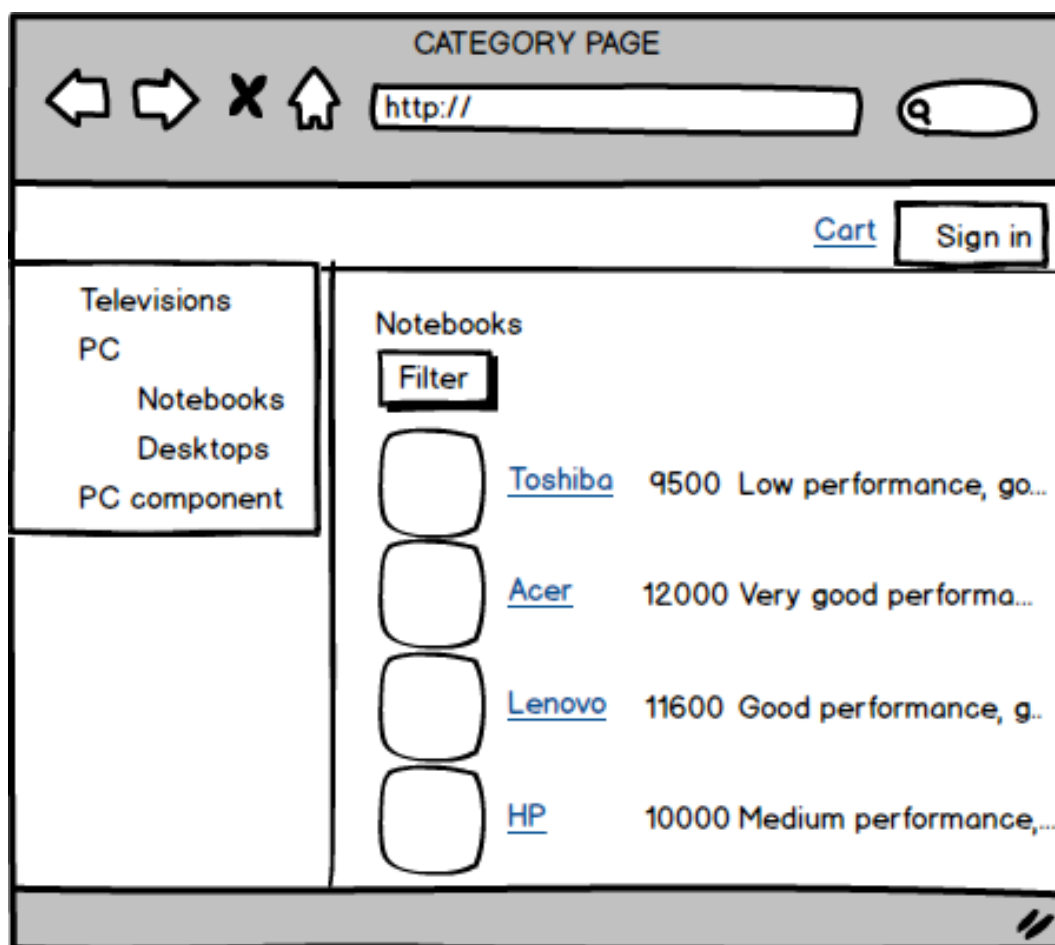 CATEGORY PAGE
http://
Cart Sign in
Televisions
PC
Notebooks
Desktops
PC component
Notebooks
Filter
Toshiba 9500 Low performance, go...
Acer 12000 Very good performa...
Lenovo 11600 Good performance, g..
HP 10000 Medium performance,...